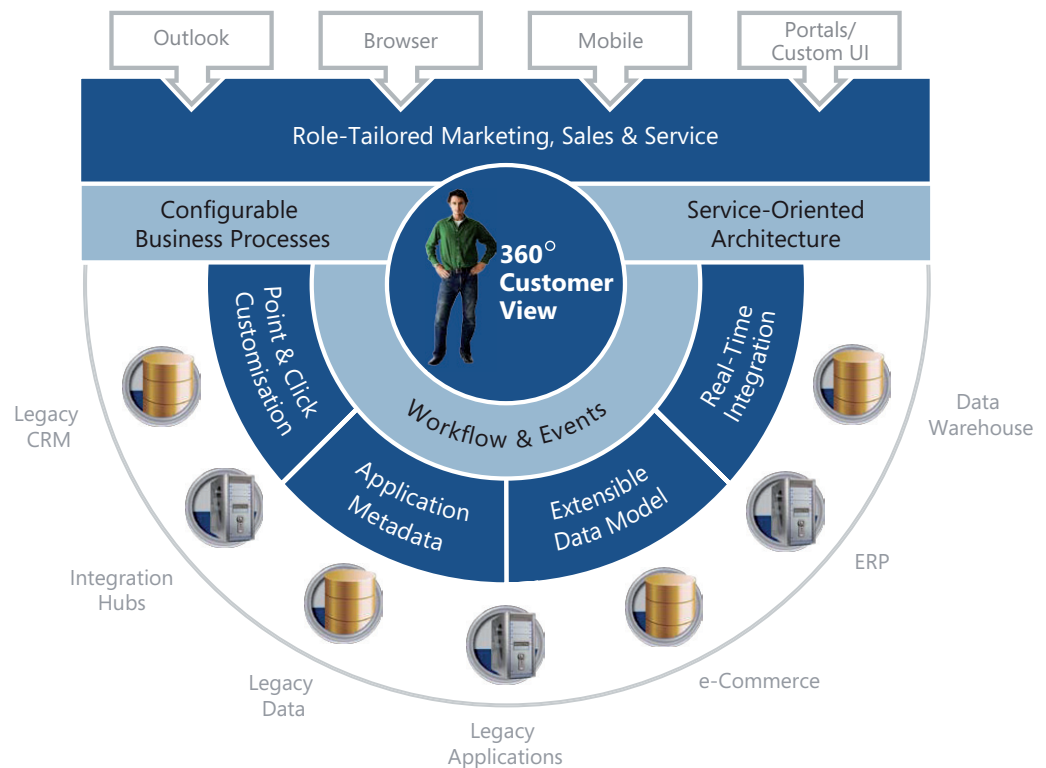 Outlook
Browser
Mobile
Portals/
Custom UI
Role-Tailored Marketing, Sales & Service
Configurable
Business Processes
Service-Oriented
Architecture
360°
Customer
View
Point & Click
Customisation
Workflow & Events
Real-Time
Integration
Application
Metadata
Extensible
Data Model
Legacy
CRM
Data
Warehouse
Integration
Hubs
ERP
Legacy
Data
e-Commerce
Legacy
Applications